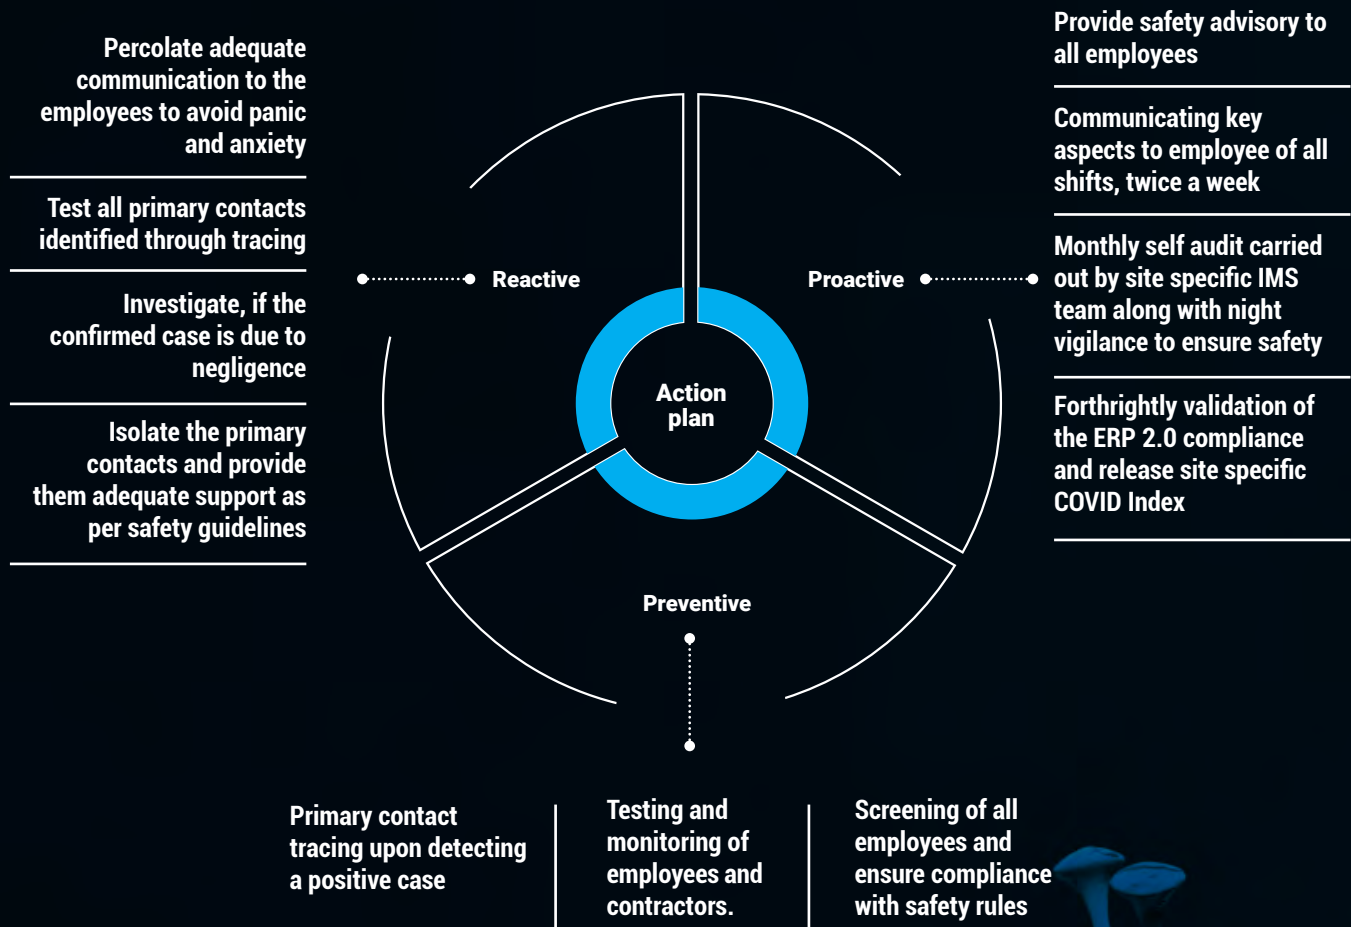 Percolate adequate
communication to the
employees to avoid panic
and anxiety
Test all primary contacts
identified through tracing
Investigate, if the
confirmed case is due to
negligence
Isolate the primary
contacts and provide
them adequate support as
per safety guidelines
Reactive
Action
plan
Proactive
Provide safety advisory to
all employees
Communicating key
aspects to employee of all
shifts, twice a week
Monthly self audit carried
out by site specific IMS
team along with night
vigilance to ensure safety
Forthrightly validation of
the ERP 2.0 compliance
and release site specific
COVID Index
Preventive
Primary contact
tracing upon detecting
a positive case
Testing and
monitoring of
employees and
contractors.
Screening of all
employees and
ensure compliance
with safety rules